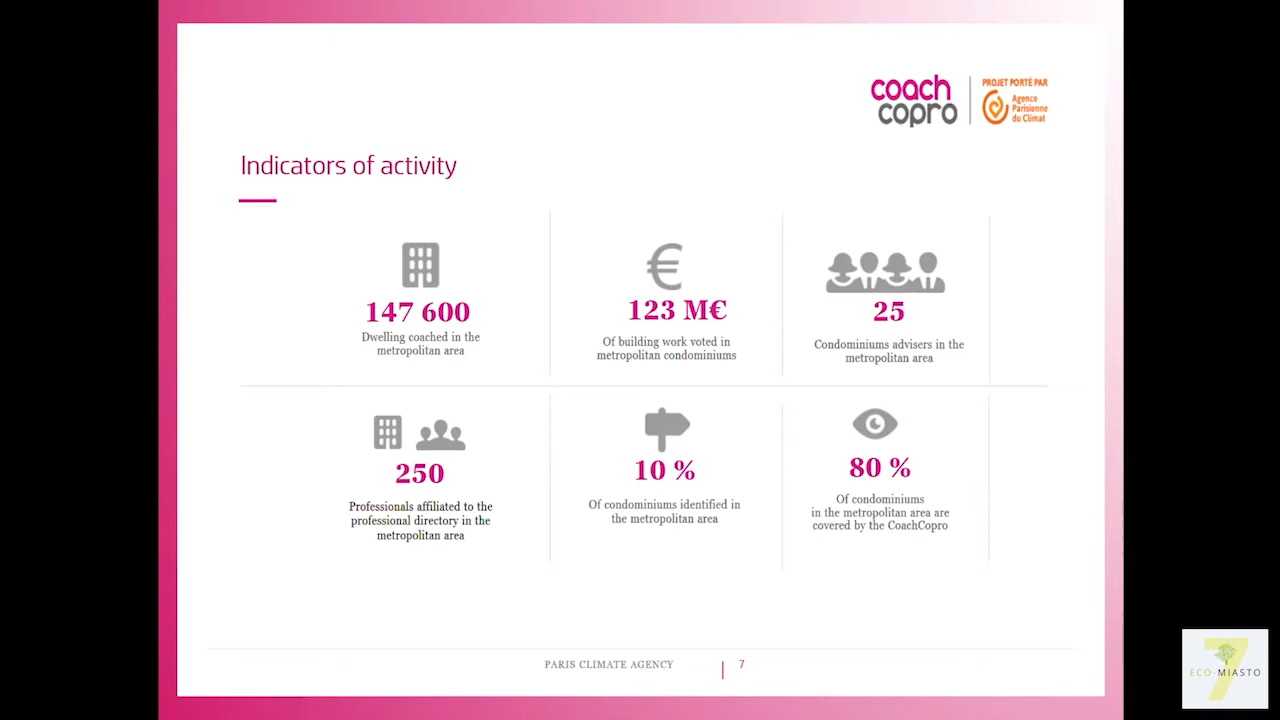 coach
copro
PROJET PORTÉ PAR
Agence
Parisienne
du Climat
Indicators of activity
147 600
Dwelling coached in the
metropolitan area
123 M€
Of building work voted in
metropolitan condominiums
25
Condominiums advisers in the
metropolitan area
250
Professionals affiliated to the
professional directory in the
metropolitan area
10 %
Of condominiums identified in
the metropolitan area
80 %
Of condominiums
in the metropolitan area are
covered by the CoachCopro
PARIS CLIMATE AGENCY
7
7
ECO-MIASTO